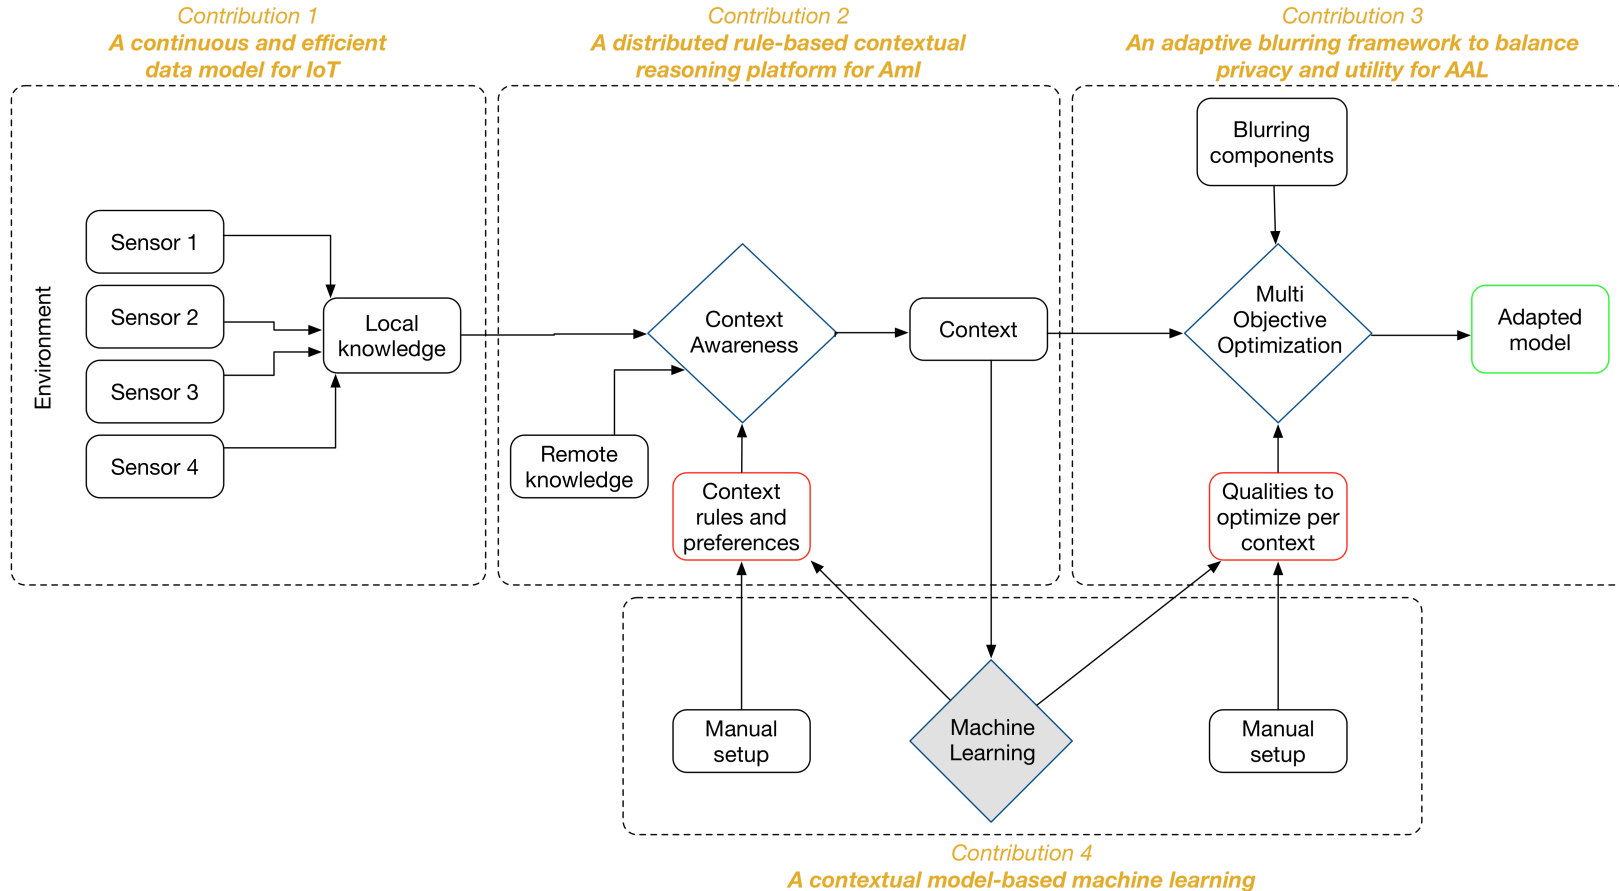 Contribution 1
A continuous and efficient
data model for IoT
Contribution 2
A distributed rule-based contextual
reasoning platform for AmI
Contribution 3
An adaptive blurring framework to balance
privacy and utility for AAL
Environment
Sensor 1
Sensor 2
Sensor 3
Sensor 4
Local
knowledge
Context
Awareness
Remote
knowledge
Context
rules and
preferences
Context
Blurring
components
Multi
Objective
Optimization
Adapted
model
Qualities to
optimize per
context
Manual
setup
Machine
Learning
Manual
setup
Contribution 4
A contextual model-based machine learning